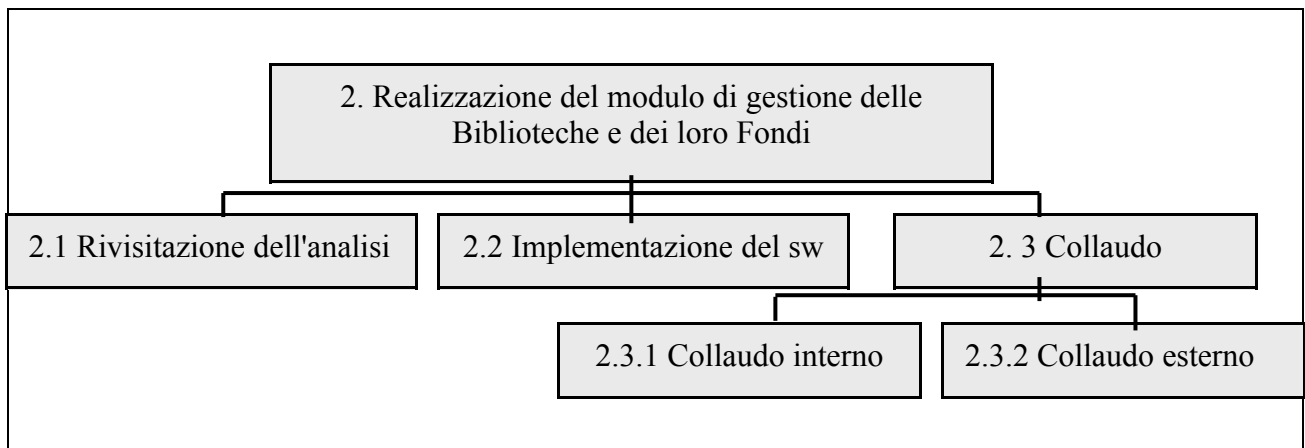 2. Realizzazione del modulo di gestione delle
Biblioteche e dei loro Fondi
2.1 Rivisitazione dell'analisi
2.2 Implementazione del sw
2. 3 Collaudo
2.3.1 Collaudo interno
2.3.2 Collaudo esterno